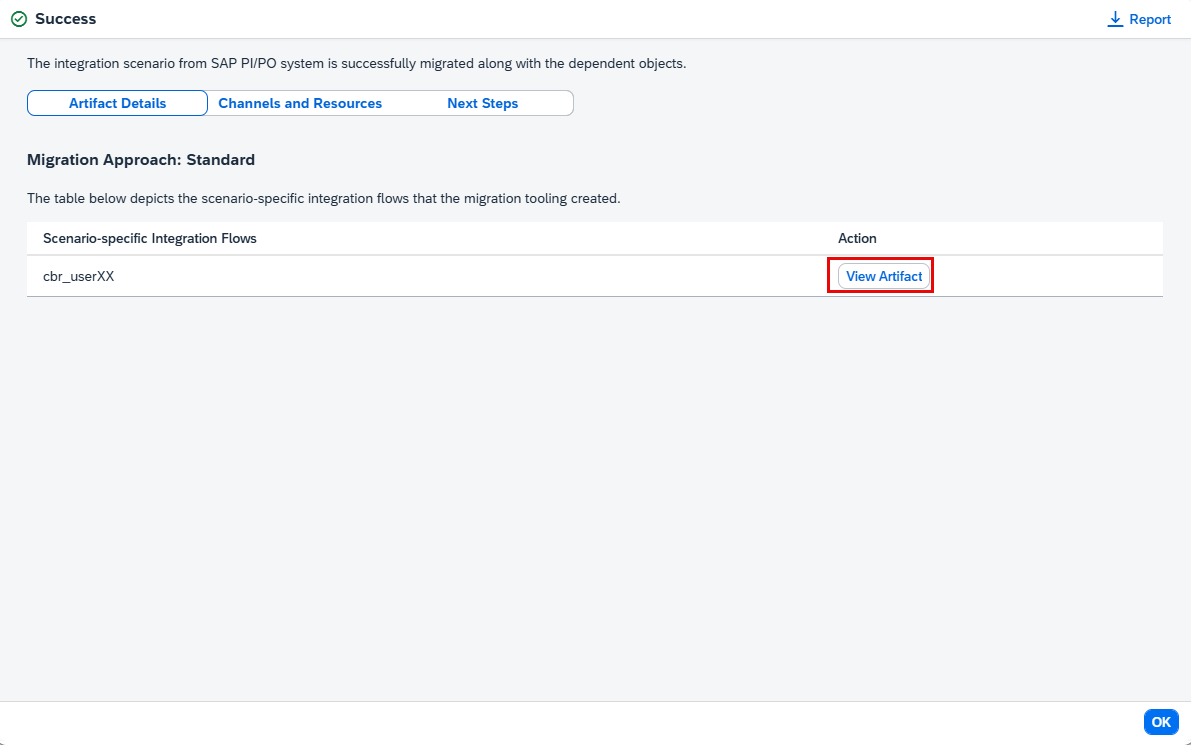 Success
Report
The integration scenario from SAP PI/PO system is successfully migrated along with the dependent objects.
Artifact Details
Channels and Resources
Next Steps
Migration Approach: Standard
The table below depicts the scenario-specific integration flows that the migration tooling created.
Scenario-specific Integration Flows
Action
cbr_userXX
View Artifact
OK